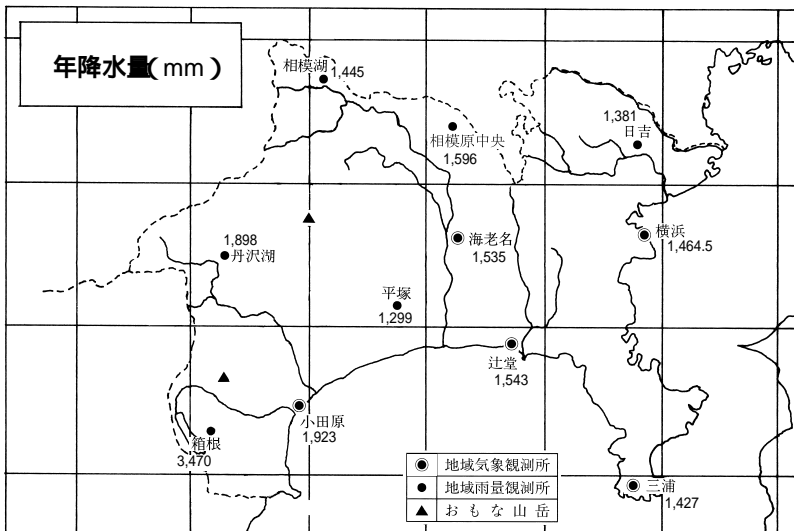 年降水量(mm)
相模湖
1,445
相模原中央
1,596
1,381
日吉
横浜
1,464.5
海老名
1,535
1,898
丹沢湖
平塚
1,299
辻堂
1,543
小田原
1,923
箱根
3,470
三浦
1,427
地域気象観測所
地域雨量観測所
おもな山岳